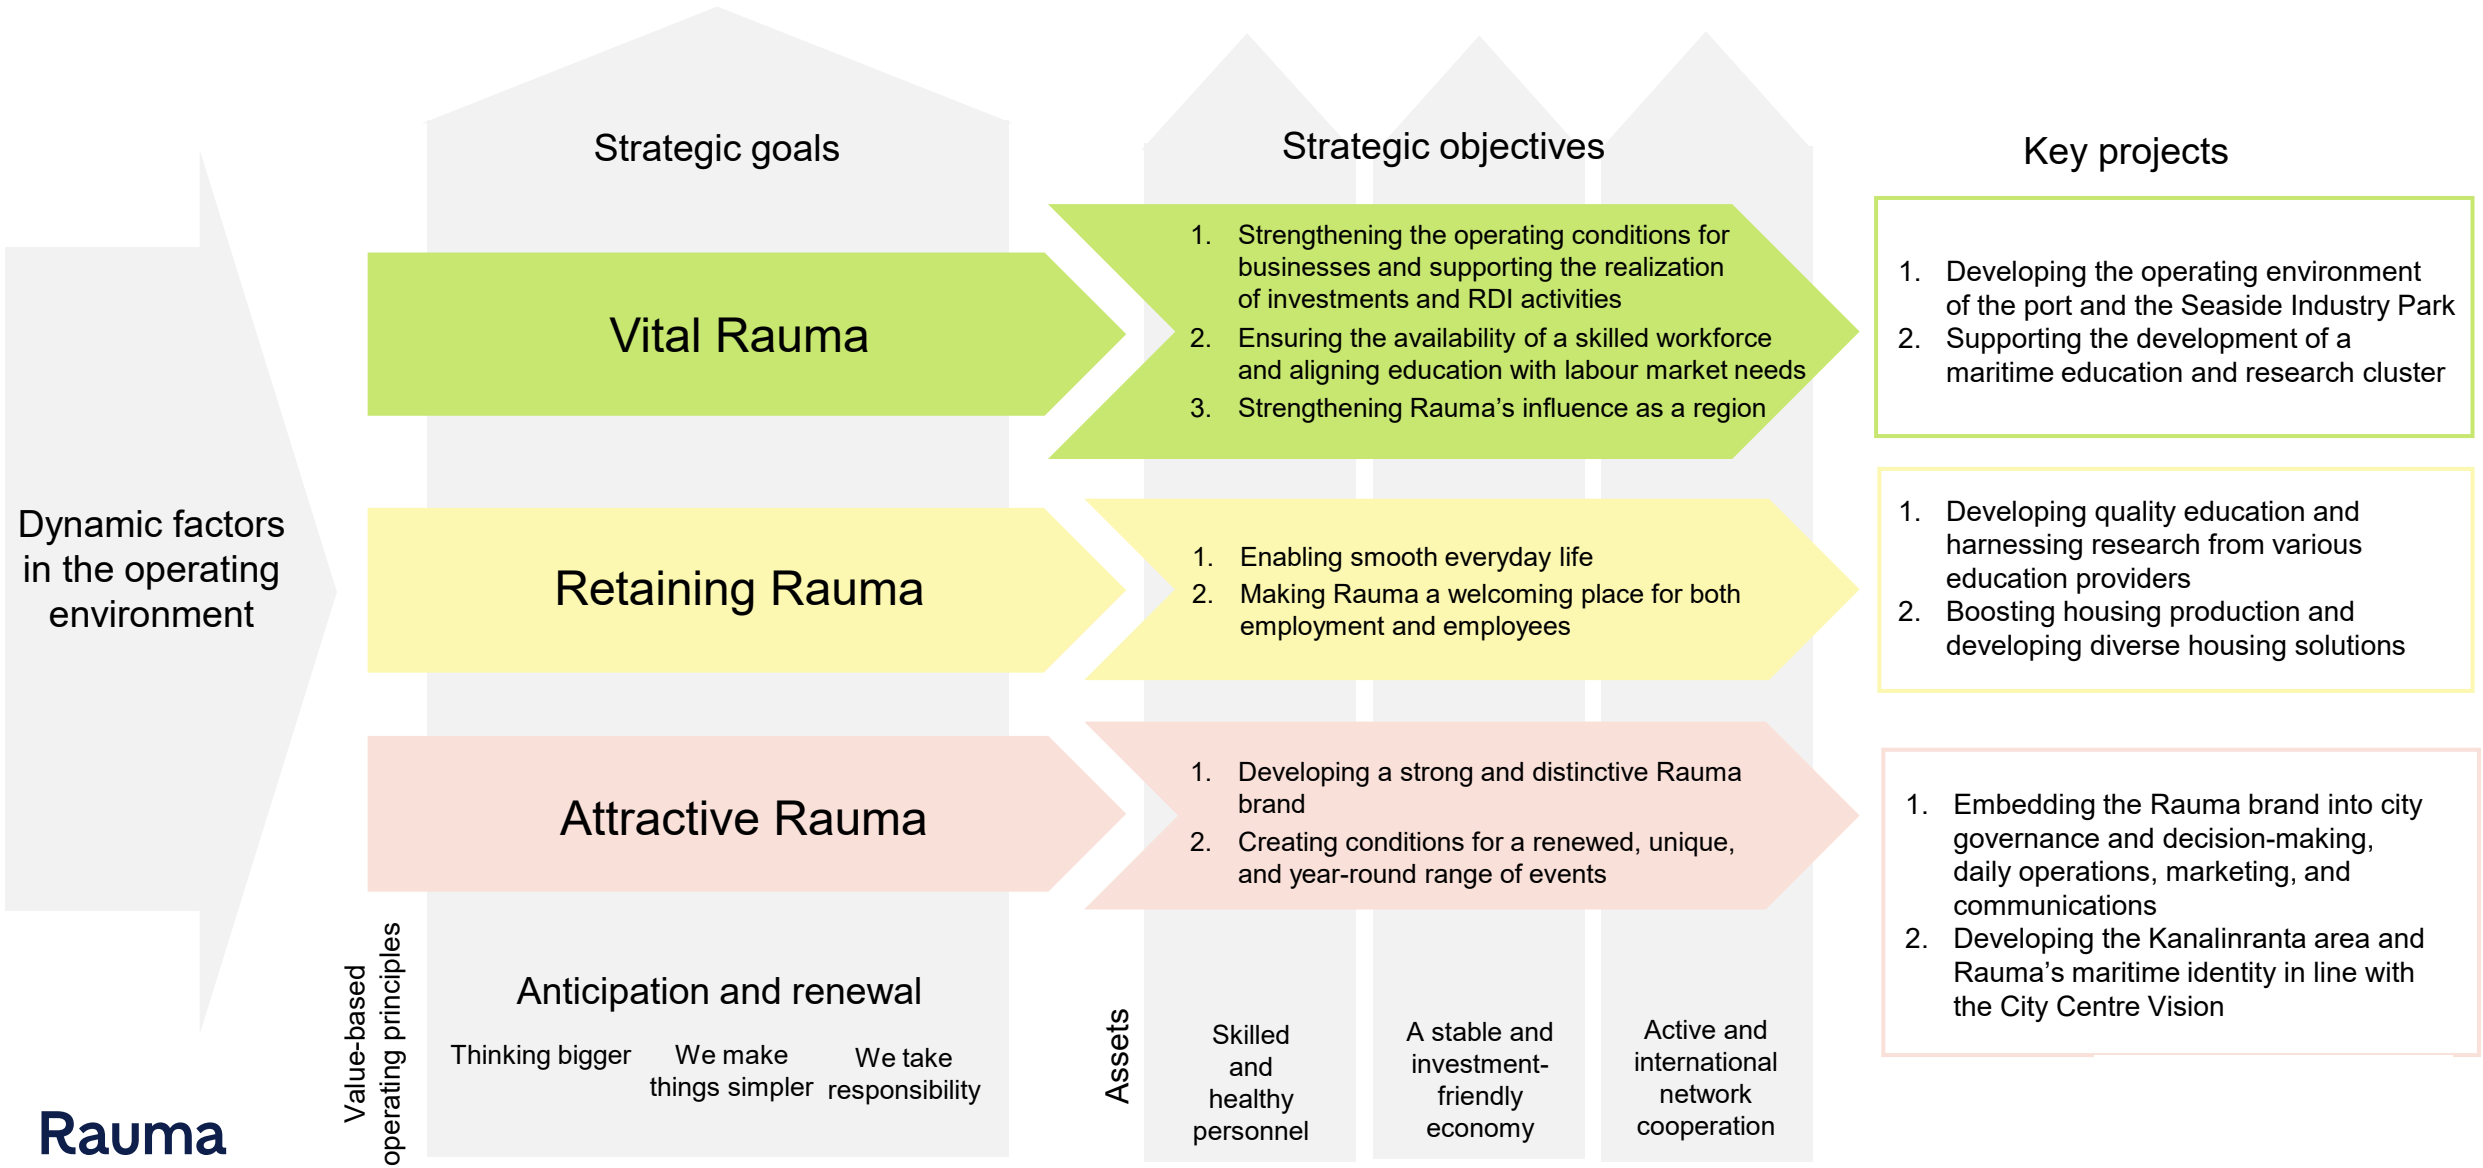 Strategic goals
Strategic objectives
Key projects
Dynamic factors
in the operating
environment
Vital Rauma
1. Strengthening the operating conditions for
businesses and supporting the realization
of investments and RDI activities
2. Ensuring the availability of a skilled workforce
and aligning education with labour market needs
3. Strengthening Rauma’s influence as a region
1. Developing the operating environment
of the port and the Seaside Industry Park
2. Supporting the development of a
maritime education and research cluster
Retaining Rauma
1. Enabling smooth everyday life
2. Making Rauma a welcoming place for both
employment and employees
1. Developing quality education and
harnessing research from various
education providers
2. Boosting housing production and
developing diverse housing solutions
Attractive Rauma
1. Developing a strong and distinctive Rauma
brand
2. Creating conditions for a renewed, unique,
and year-round range of events
1. Embedding the Rauma brand into city
governance and decision-making,
daily operations, marketing, and
communications
2. Developing the Kanalinranta area and
Rauma’s maritime identity in line with
the City Centre Vision
Value-based
operating principles
Anticipation and renewal
Thinking bigger
We make
things simpler
We take
responsibility
Assets
Skilled
and
healthy
personnel
A stable and
investment-
friendly
economy
Active and
international
network
cooperation
Rauma